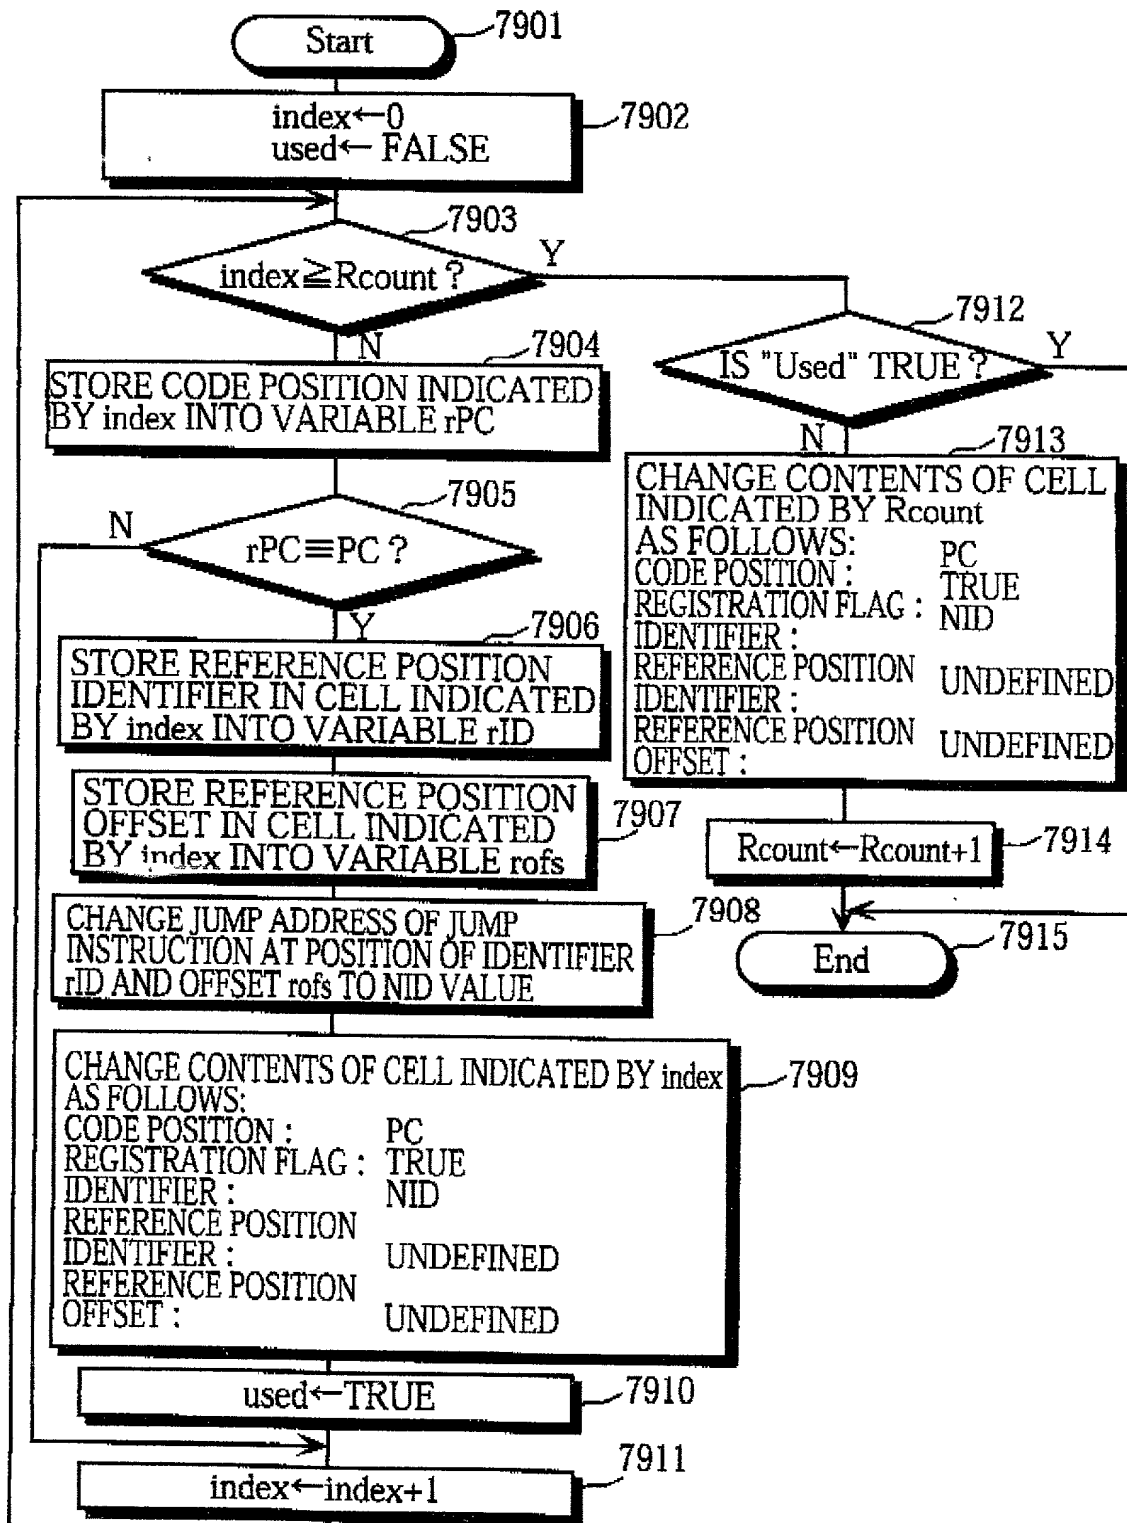 Start
7901
index←0
used← FALSE
7902
7903
index≧Rcount ?
Y
N
7904
STORE CODE POSITION INDICATED
BY index INTO VARIABLE rPC
7905
N
rPC≡PC ?
Y
7906
STORE REFERENCE POSITION
IDENTIFIER IN CELL INDICATED
BY index INTO VARIABLE rID
STORE REFERENCE POSITION
OFFSET IN CELL INDICATED
BY index INTO VARIABLE rofs
7907
CHANGE JUMP ADDRESS OF JUMP
INSTRUCTION AT POSITION OF IDENTIFIER
rID AND OFFSET rofs TO NID VALUE
7908
CHANGE CONTENTS OF CELL INDICATED BY index
AS FOLLOWS:
CODE POSITION : PC
REGISTRATION FLAG : TRUE
IDENTIFIER : NID
REFERENCE POSITION
IDENTIFIER : UNDEFINED
REFERENCE POSITION
OFFSET : UNDEFINED
7909
used←TRUE
7910
index←index+1
7911
7912
IS "Used" TRUE ?
Y
N
7913
CHANGE CONTENTS OF CELL
INDICATED BY Rcount
AS FOLLOWS:
CODE POSITION : PC
REGISTRATION FLAG : TRUE
IDENTIFIER : NID
REFERENCE POSITION
IDENTIFIER : UNDEFINED
REFERENCE POSITION
OFFSET : UNDEFINED
Rcount←Rcount+1
7914
End
7915